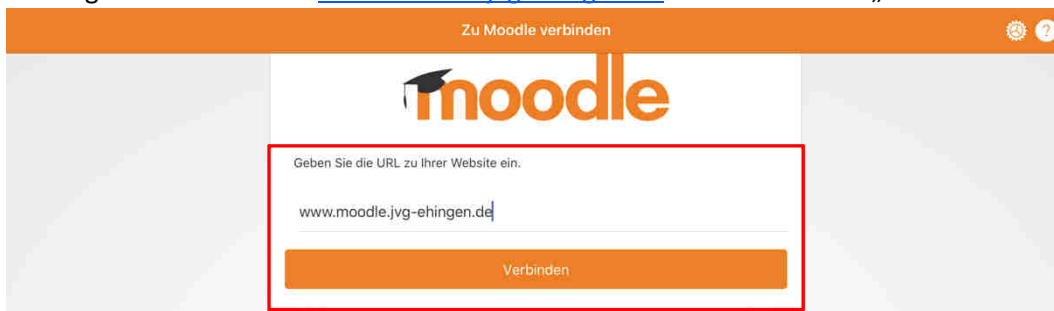 Zu Moodle verbinden
?
moodle
Geben Sie die URL zu Ihrer Website ein.
www.moodle.jvg-ehingen.de
Verbinden